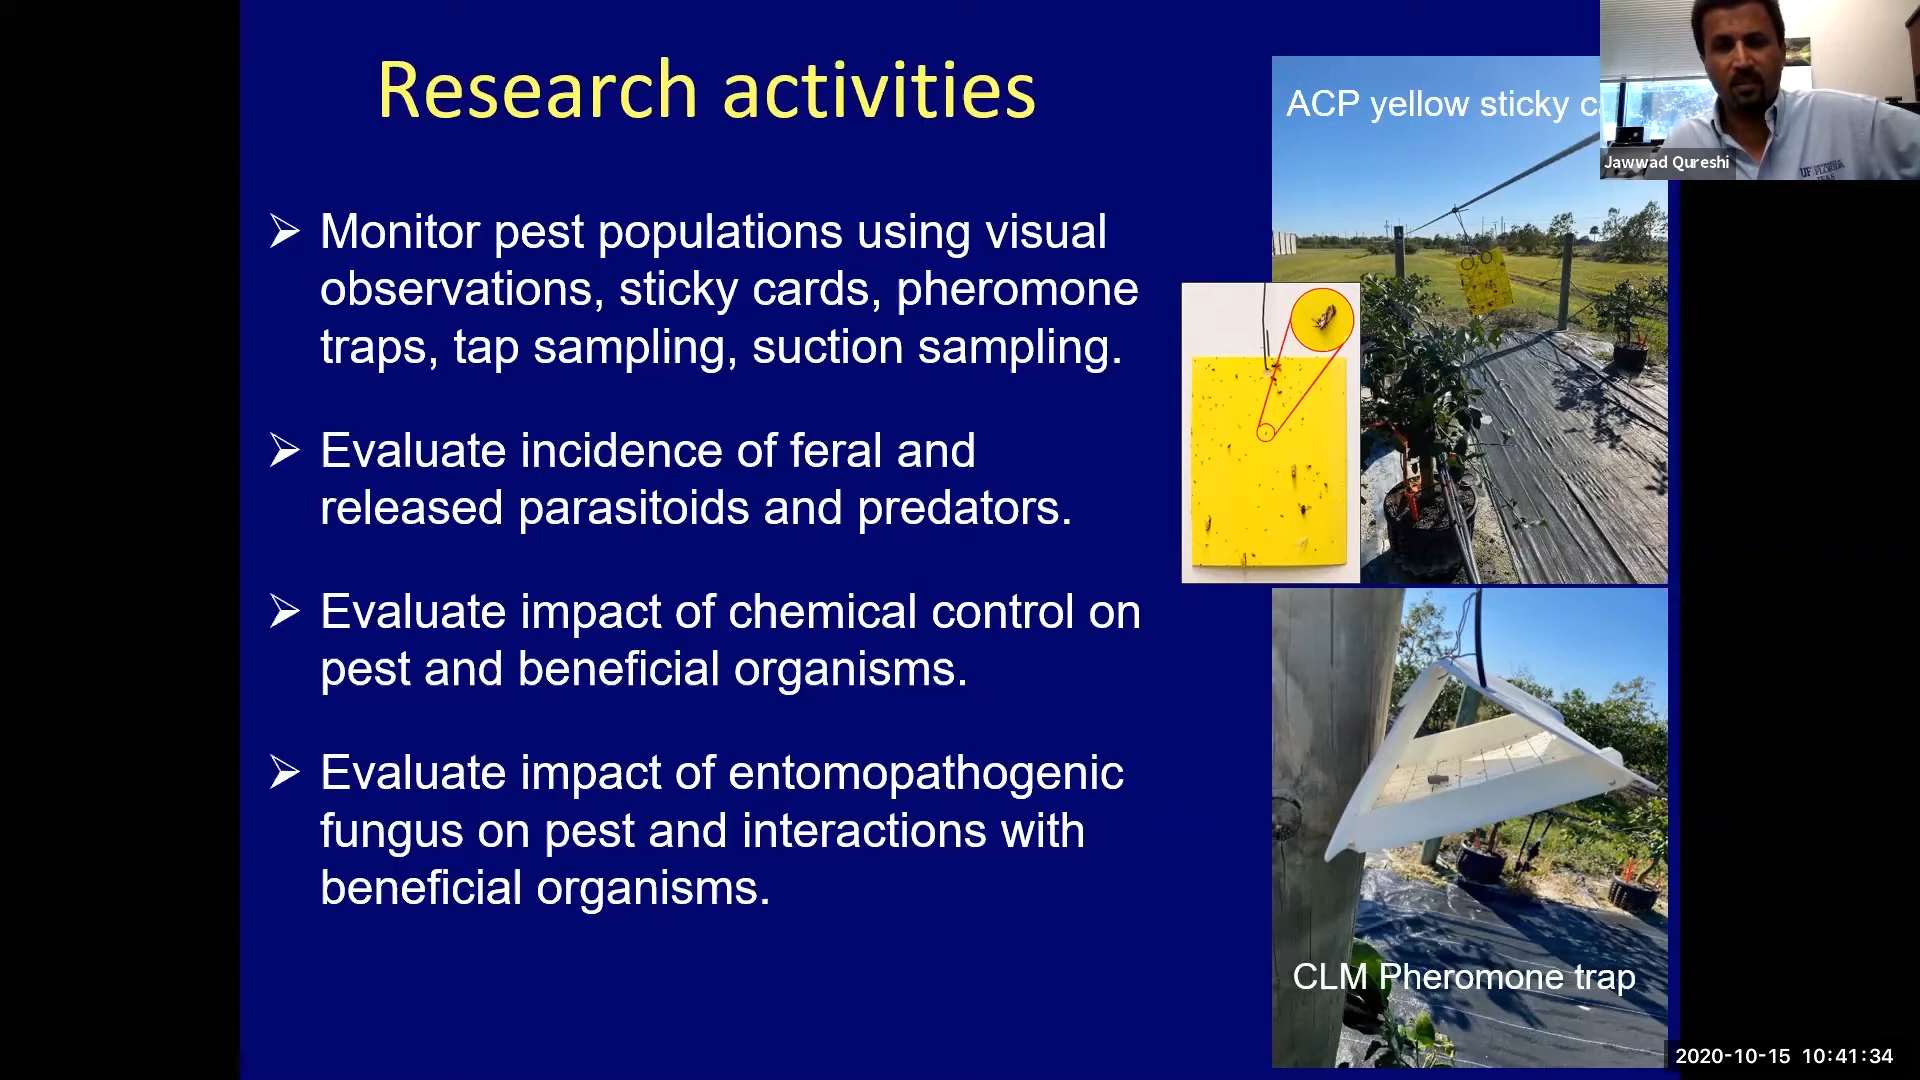 Research activities
ACP yellow sticky
Jawwad Qureshi
UF
FLORIDA
➢ Monitor pest populations using visual
observations, sticky cards, pheromone
traps, tap sampling, suction sampling.
➢ Evaluate incidence of feral and
released parasitoids and predators.
➢ Evaluate impact of chemical control on
pest and beneficial organisms.
➢ Evaluate impact of entomopathogenic
fungus on pest and interactions with
beneficial organisms.
CLM Pheromone trap
2020-10-15 10:41:34